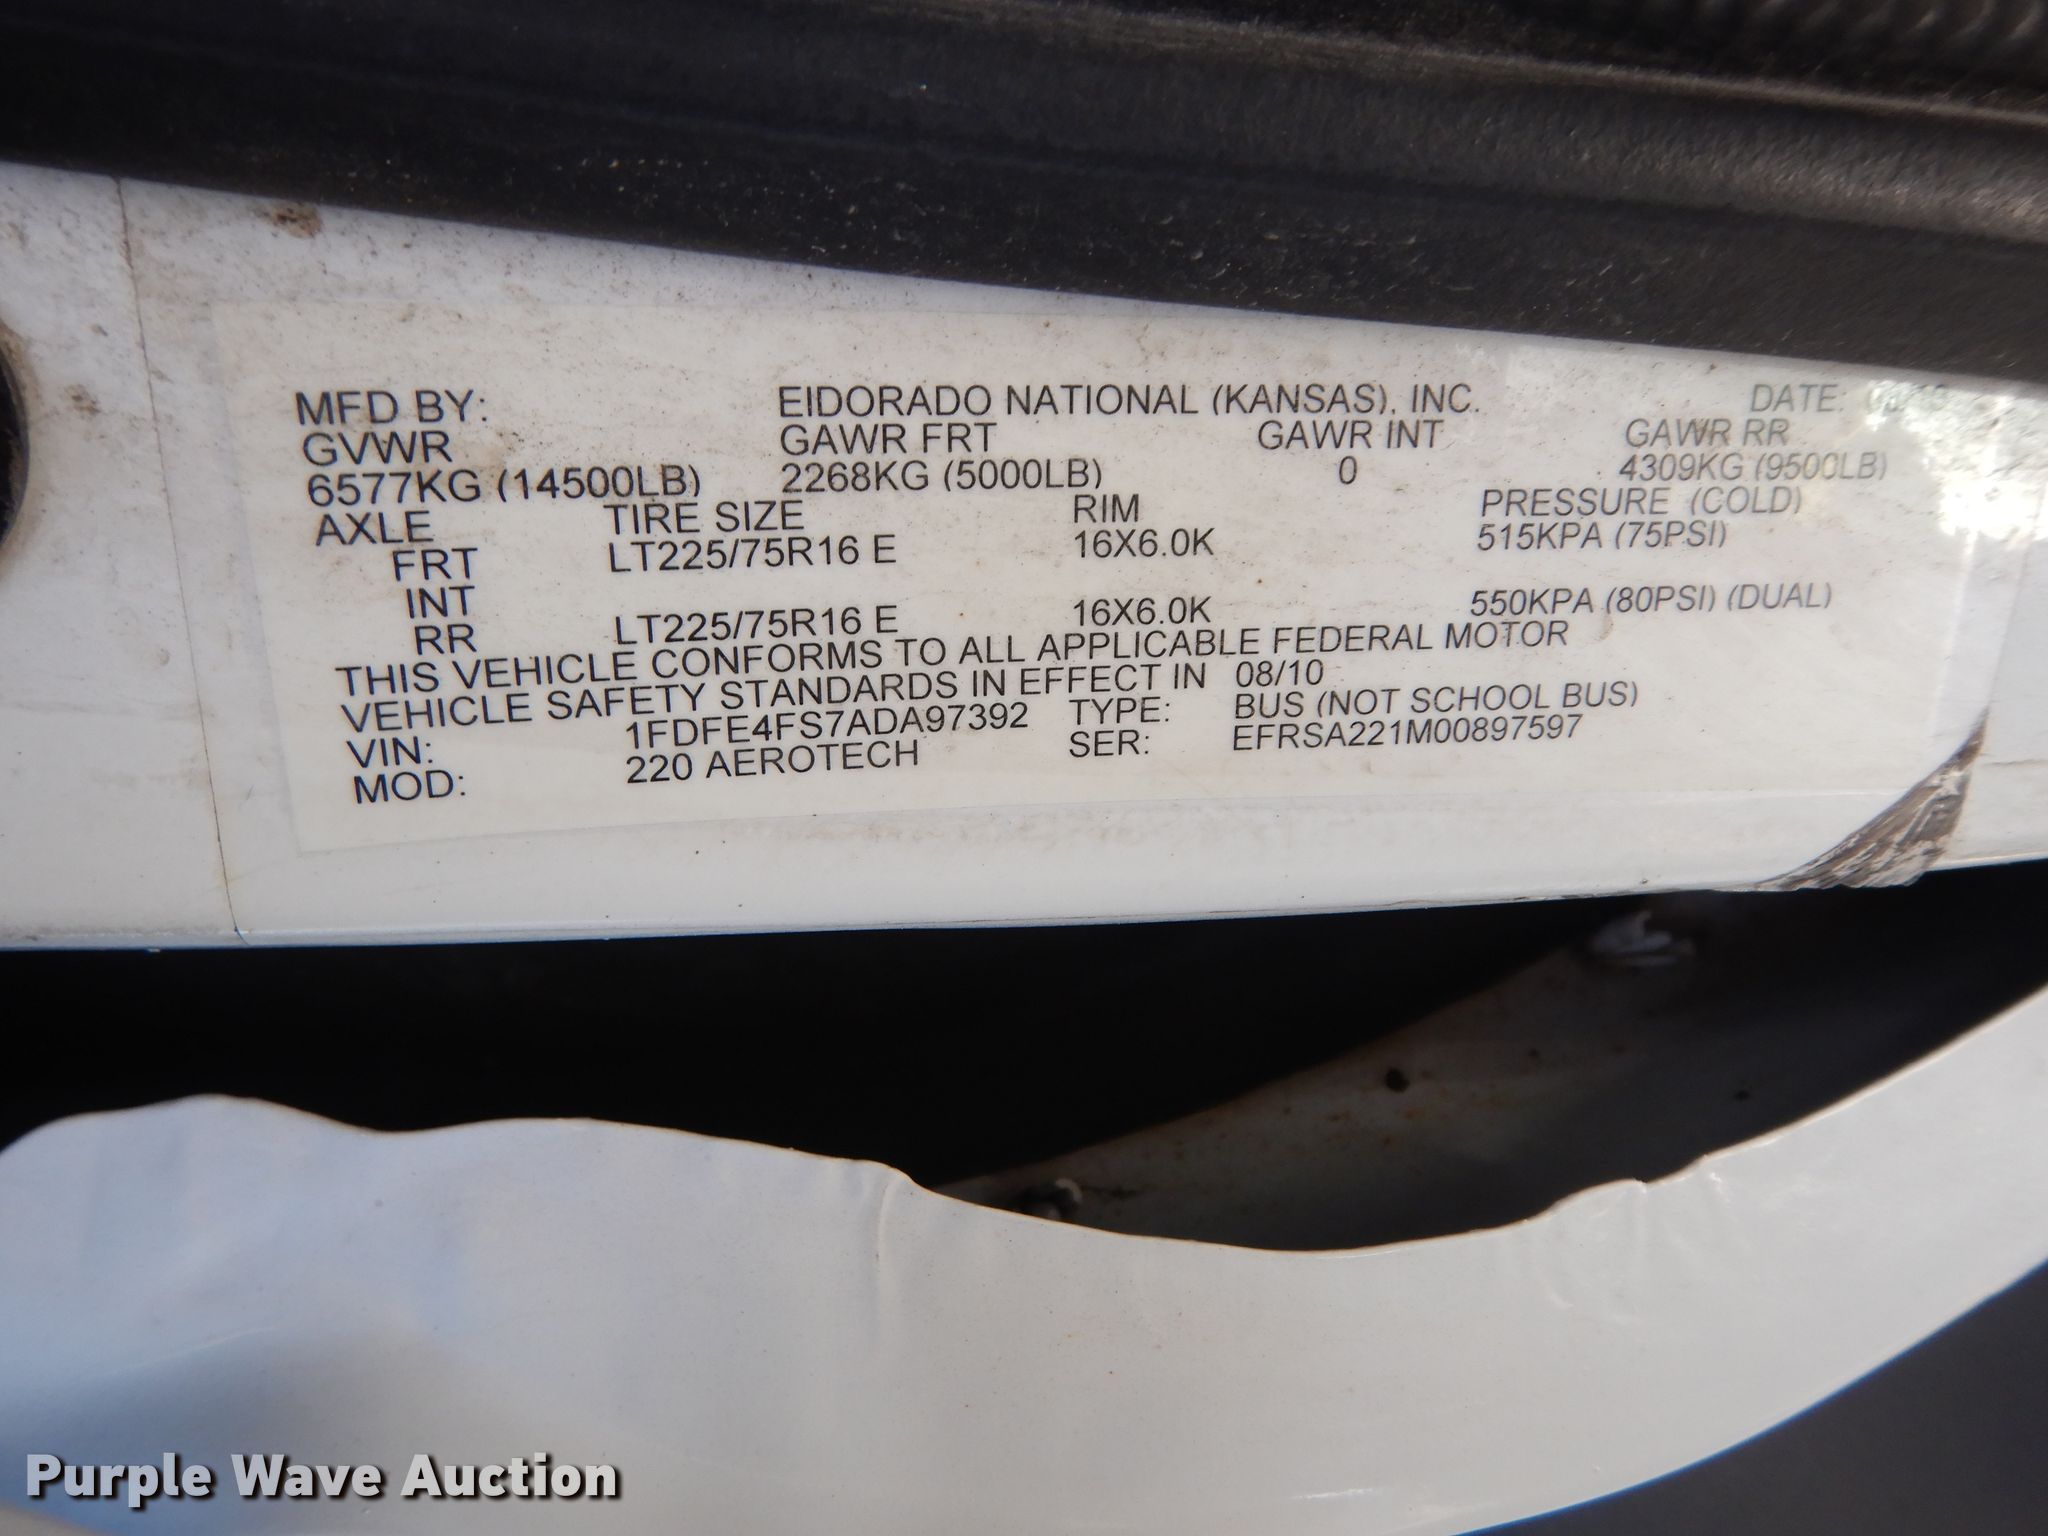 MFD BY: EIDORADO NATIONAL (KANSAS), INC. DATE:
GVWR GAWR FRT GAWR INT GAWR RR
6577KG (14500LB) 2268KG (5000LB) 0 4309KG (9500LB)
AXLE TIRE SIZE RIM PRESSURE (COLD)
FRT LT225/75R16 E 16X6.0K 515KPA (75PSI)
INT
RR LT225/75R16 E 16X6.0K 550KPA (80PSI) (DUAL)
THIS VEHICLE CONFORMS TO ALL APPLICABLE FEDERAL MOTOR
VEHICLE SAFETY STANDARDS IN EFFECT IN 08/10
VIN: 1FDFE4FS7ADA97392 TYPE: BUS (NOT SCHOOL BUS)
MOD: 220 AEROTECH SER: EFRSA221M00897597
Purple Wave Auction